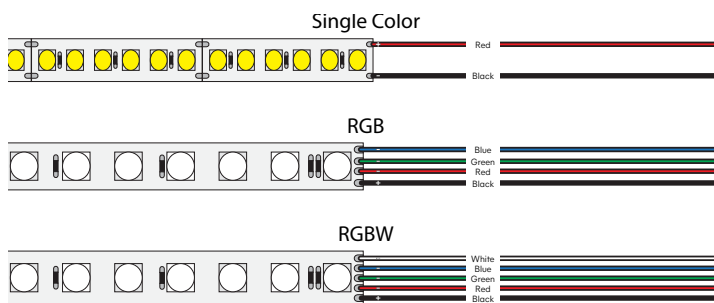 Single Color
+ Red
- Black
RGB
- Blue
- Green
- Red
+ Black
RGBW
- White
- Blue
- Green
- Red
+ Black